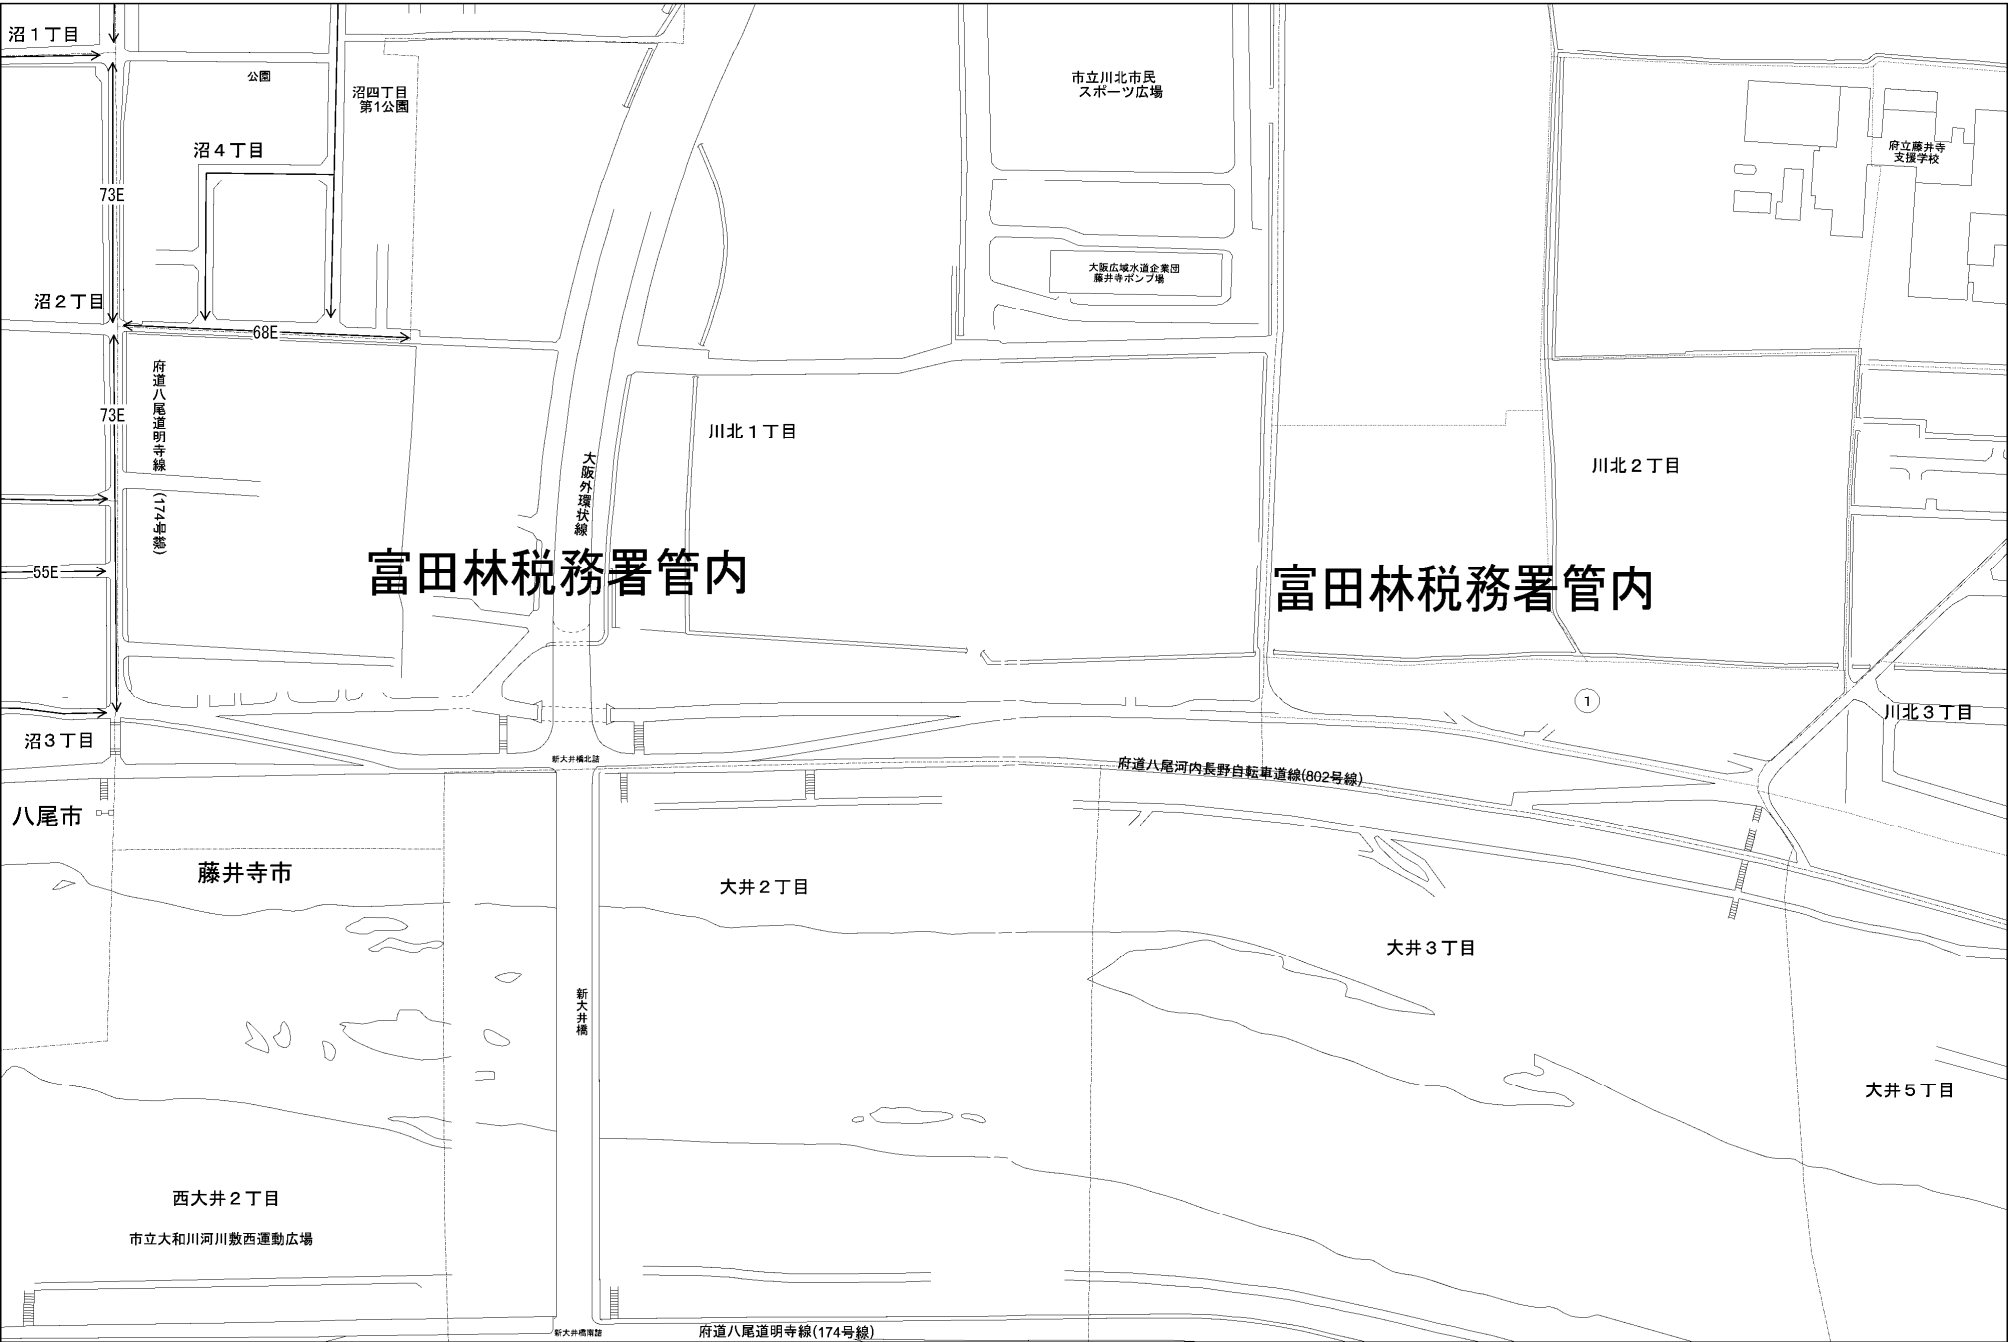 沼１丁目
公園
沼四丁目
第1公園
市立川北市民
スポーツ広場
沼４丁目
府立藤井寺
支援学校
73E
大阪広域水道企業団
藤井寺ポンプ場
沼２丁目
68E
府道八尾道明寺線（174号線）
73E
川北１丁目
大阪外環状線
川北２丁目
富田林税務署管内
富田林税務署管内
55E
1
川北３丁目
沼３丁目
新大井橋北詰
府道八尾河内長野自転車道線(802号線)
八尾市
藤井寺市
大井２丁目
大井３丁目
新大井橋
大井５丁目
西大井２丁目
市立大和川河川敷西運動広場
新大井橋南詰
府道八尾道明寺線(174号線)